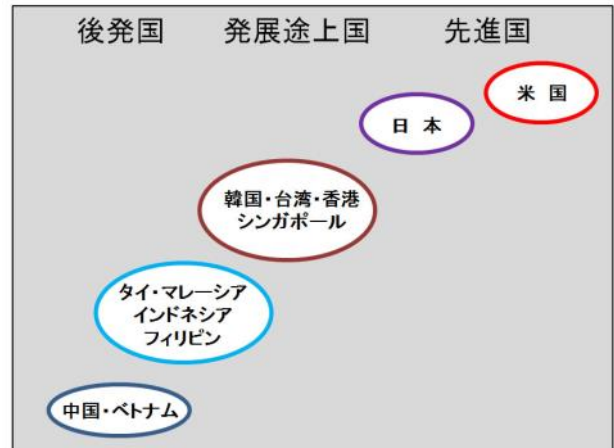 後発国 発展途上国 先進国
米 国
日 本
韓国・台湾・香港
シンガポール
タイ・マレーシア
インドネシア
フィリピン
中国・ベトナム